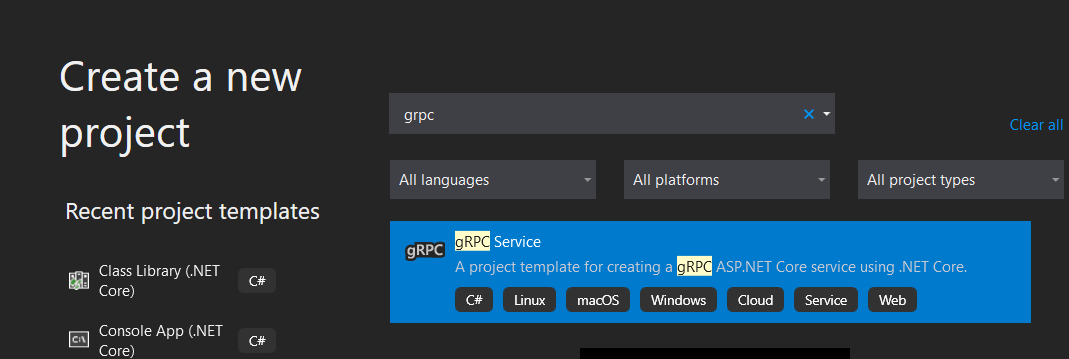 Create a new
project
Recent project templates
Class Library (.NET
Core)
C#
Console App (.NET
Core)
C#
grpc
Clear all
All languages
All platforms
All project types
gRPC
gRPC Service
A project template for creating a gRPC ASP.NET Core service using .NET Core.
C# Linux macOS Windows Cloud Service Web